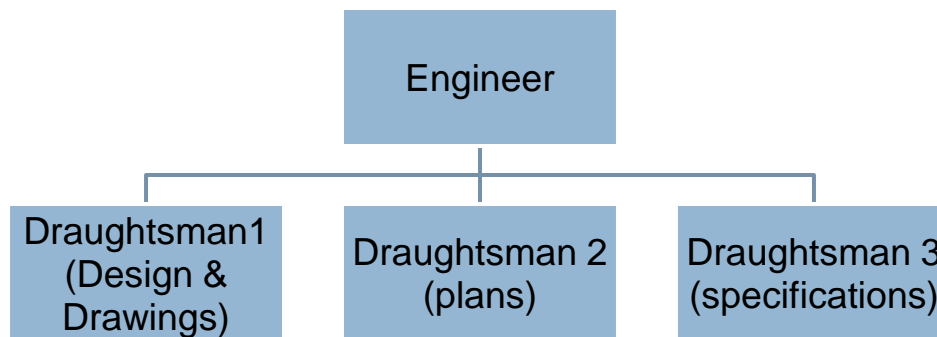 Engineer
Draughtsman1
(Design &
Drawings)
Draughtsman 2
(plans)
Draughtsman 3
(specifications)